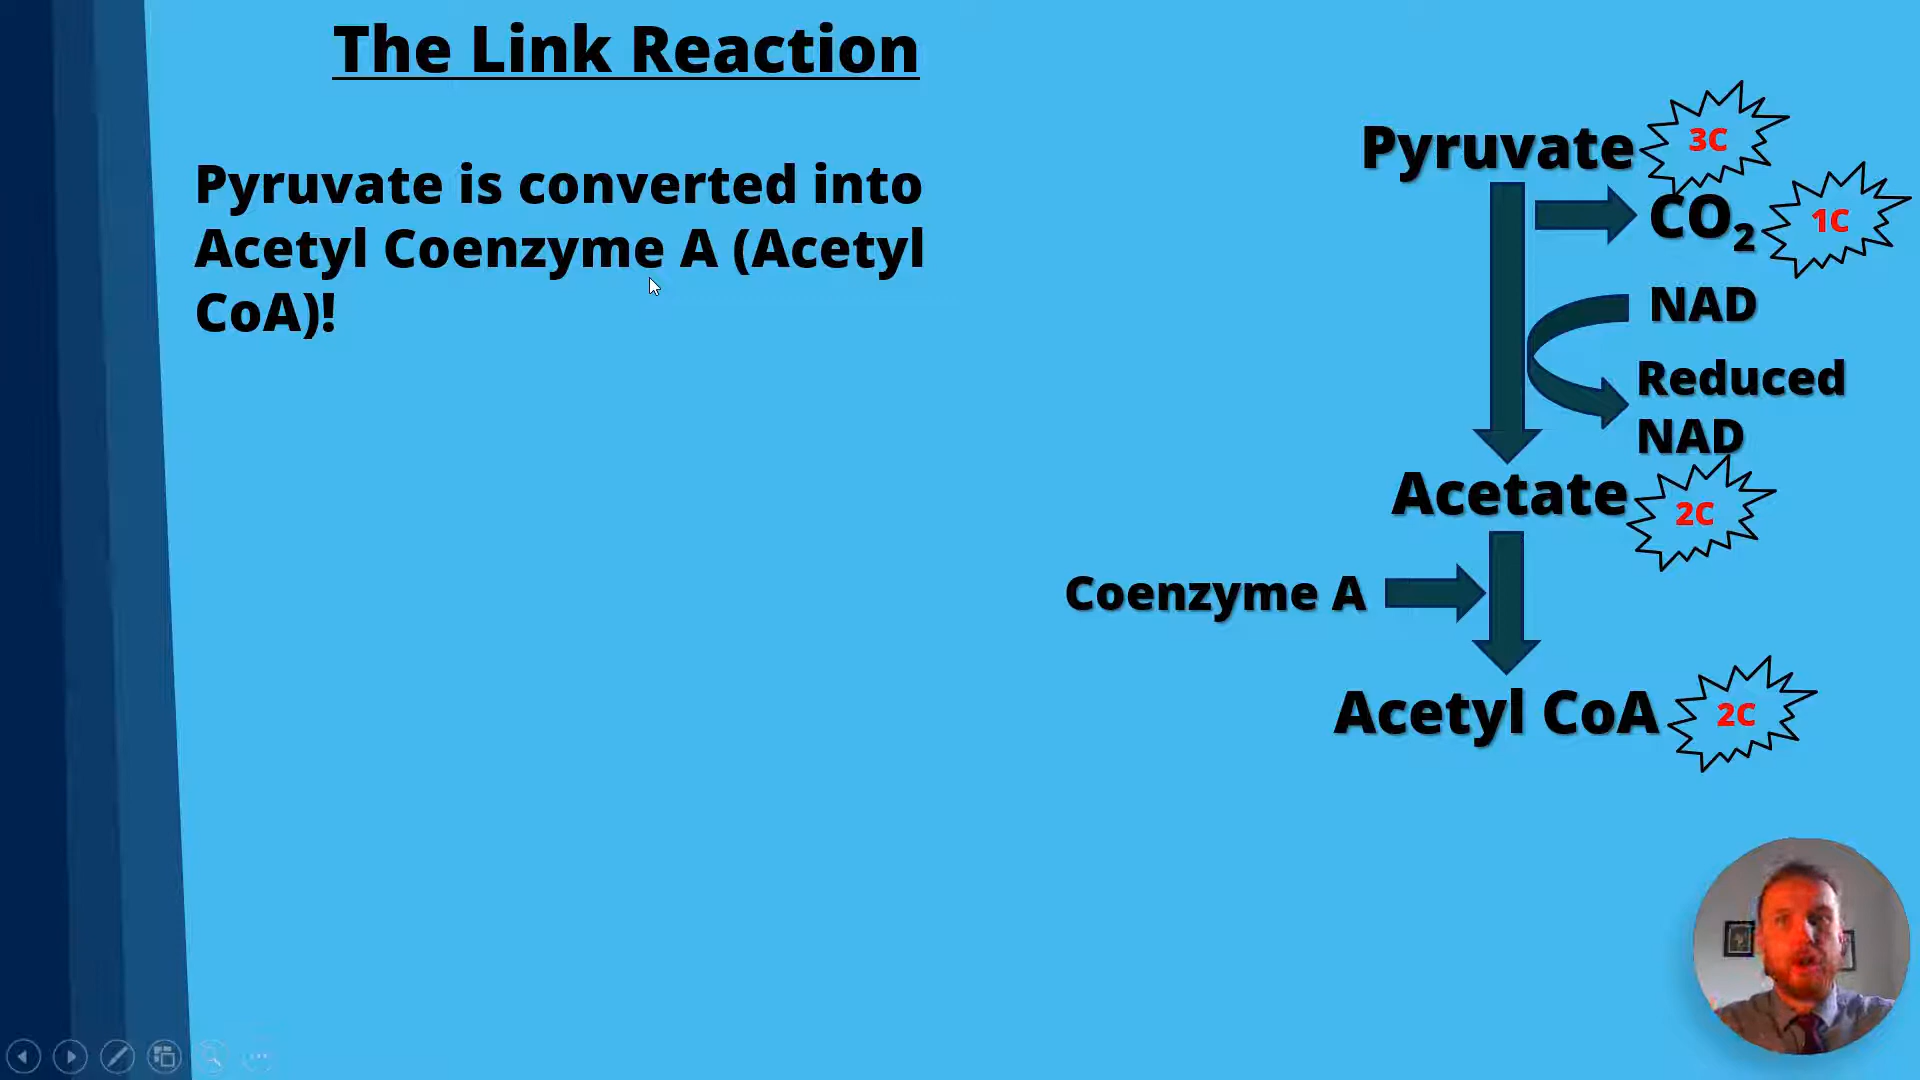 The Link Reaction
Pyruvate is converted into
Acetyl Coenzyme A (Acetyl
CoA)!
Pyruvate
3C
CO₂
1C
NAD
Reduced
NAD
Acetate
2C
Coenzyme A
Acetyl CoA
2C